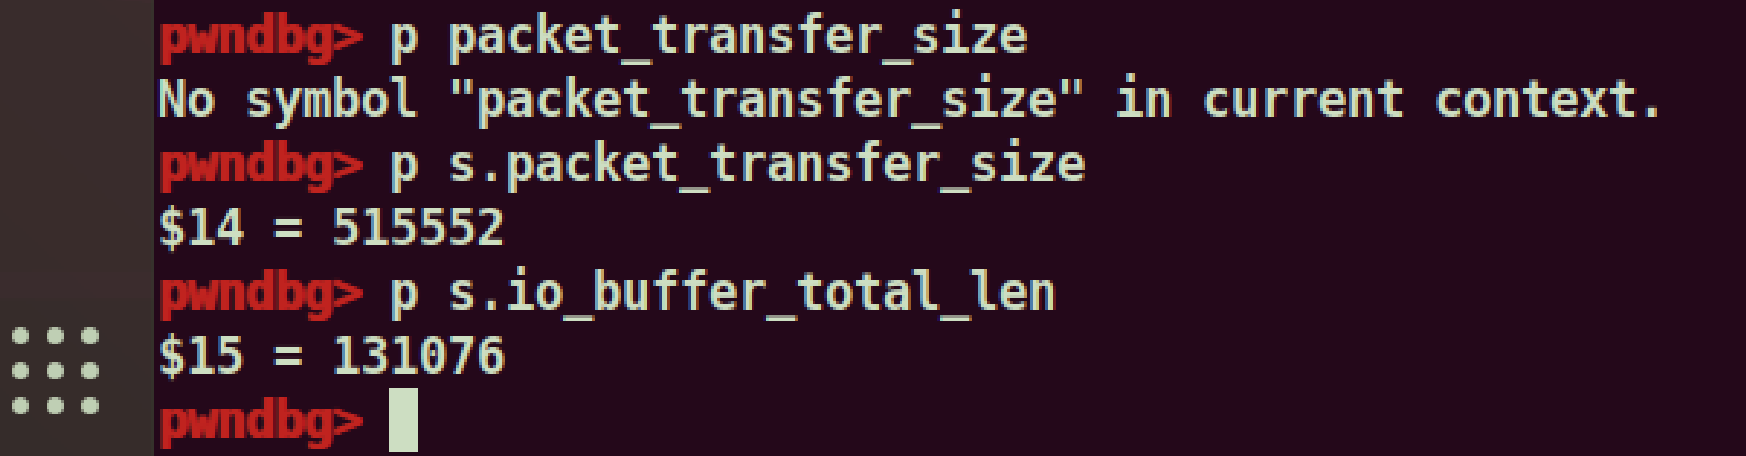 pwndbg> p packet_transfer_size
No symbol "packet_transfer_size" in current context.
pwndbg> p s.packet_transfer_size
$14 = 515552
pwndbg> p s.io_buffer_total_len
$15 = 131076
pwndbg>